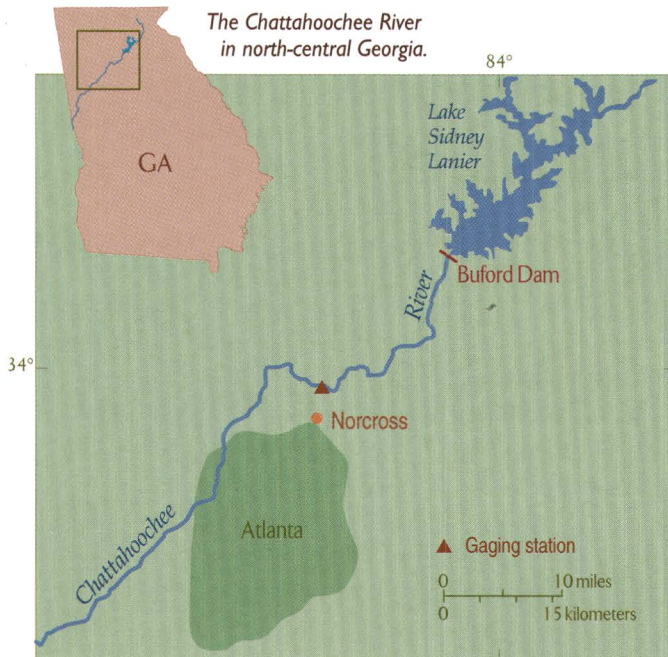 The Chattahoochee River
in north-central Georgia.
84°
Lake
Sidney
Lanier
GA
Buford Dam
River
34°
Norcross
Atlanta
Chattahoochee
Gaging station
0 10 miles
0 15 kilometers